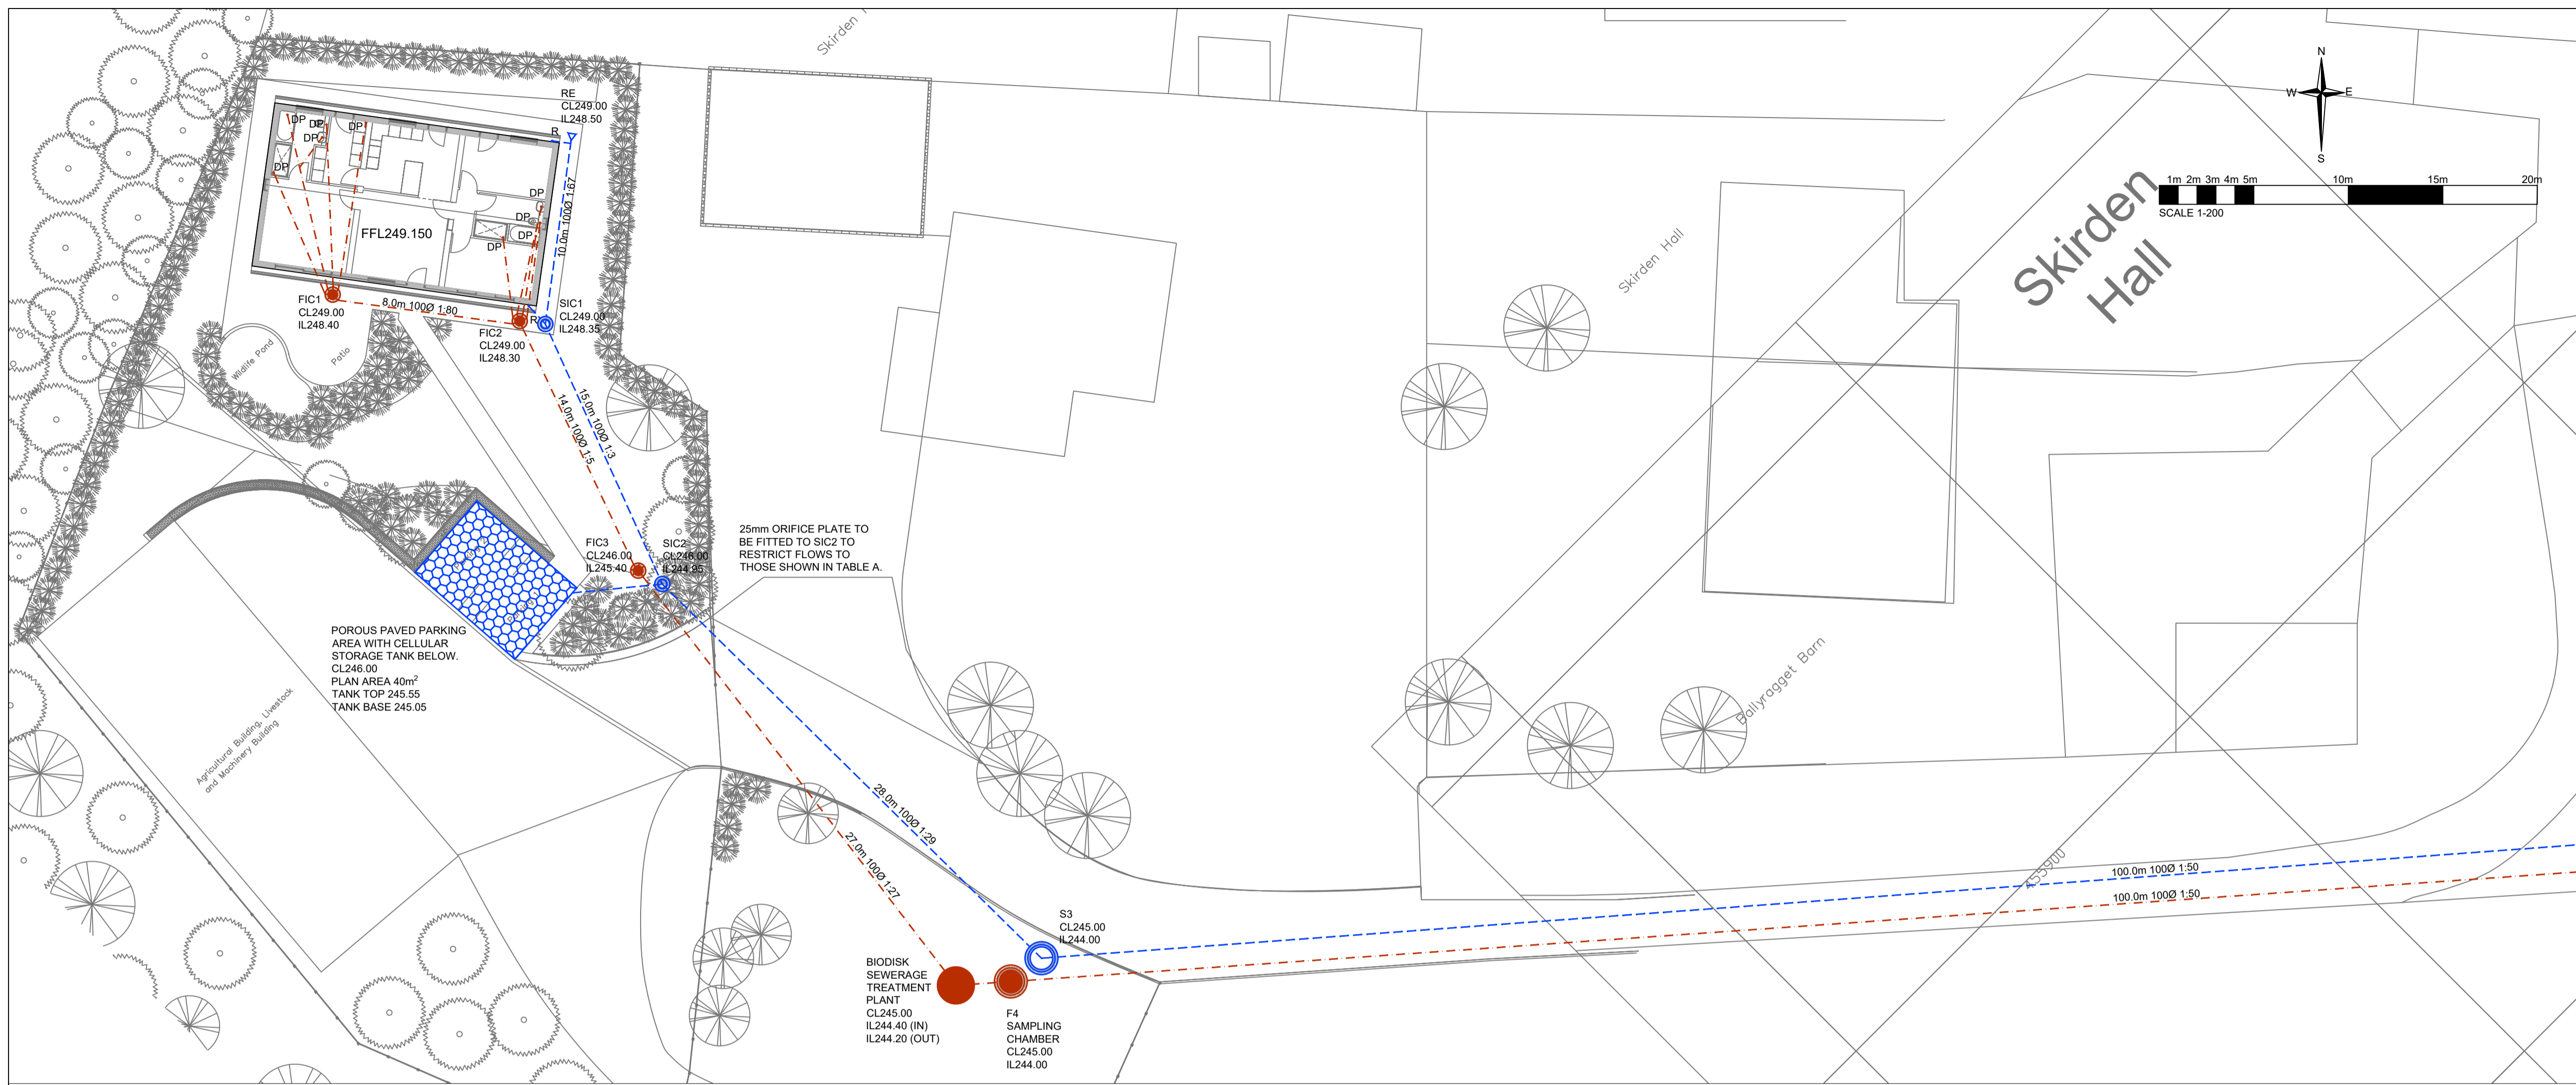 Skirden
N
W
E
S
1m 2m 3m 4m 5m 10m 15m 20m
SCALE 1-200
Skirden
Hall
Skirden Hall
RE
CL249.00
IL248.50
R
DP
DP
DP
DP
DP
DP
DP
DP
DP
FFL249.150
10.0m 100Ø 1:67
FIC1
CL249.00
IL248.40
8.0m 100Ø 1:80
FIC2
CL249.00
IL248.30
R
SIC1
CL249.00
IL248.35
Wildlife Pond
Patio
14.0m 100Ø 1:5
15.0m 100Ø 1:3
25mm ORIFICE PLATE TO
BE FITTED TO SIC2 TO
RESTRICT FLOWS TO
THOSE SHOWN IN TABLE A.
FIC3
CL246.00
IL245.40
SIC2
CL246.00
IL244.95
Parking 2
Parking 1
POROUS PAVED PARKING
AREA WITH CELLULAR
STORAGE TANK BELOW.
CL246.00
PLAN AREA 40m²
TANK TOP 245.55
TANK BASE 245.05
Agricultural Building, Livestock
and Machinery Building
Ballyragget Barn
28.0m 100Ø 1:29
27.0m 100Ø 1:27
455900
100.0m 100Ø 1:50
100.0m 100Ø 1:50
S3
CL245.00
IL244.00
BIODISK
SEWERAGE
TREATMENT
PLANT
CL245.00
IL244.40 (IN)
IL244.20 (OUT)
F4
SAMPLING
CHAMBER
CL245.00
IL244.00